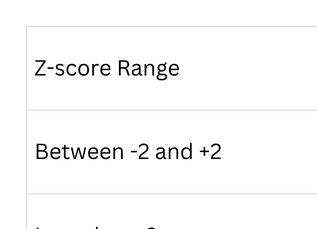 Z-score Range
Between -2 and +2